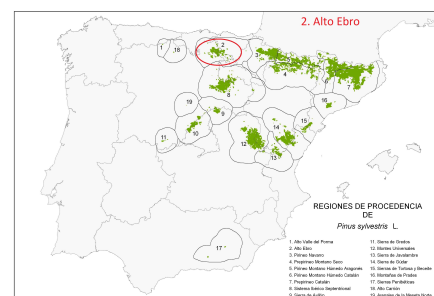 2. Alto Ebro
1
18
2
3
4
6
7
8
19
9
10
16
15
14
11
12
13
17
REGIONES DE PROCEDENCIA
DE
Pinus sylvestris L.
1. Alto Valle del Porma
2. Alto Ebro
3. Pirineo Navarro
4. Prepirineo Montano Seco
5. Pirineo Montano Húmedo Aragonés
6. Pirineo Montano Húmedo Catalán
7. Prepirineo Catalán
8. Sistema Ibérico Septentrional
9. Sierra de Ayllón
11. Sierra de Gredos
12. Montes Universales
13. Sierra de Javalambre
14. Sierra de Gúdar
15. Sierras de Tortosa y Beceite
16. Montañas de Prades
17. Sierras Penibéticas
18. Alto Carrión